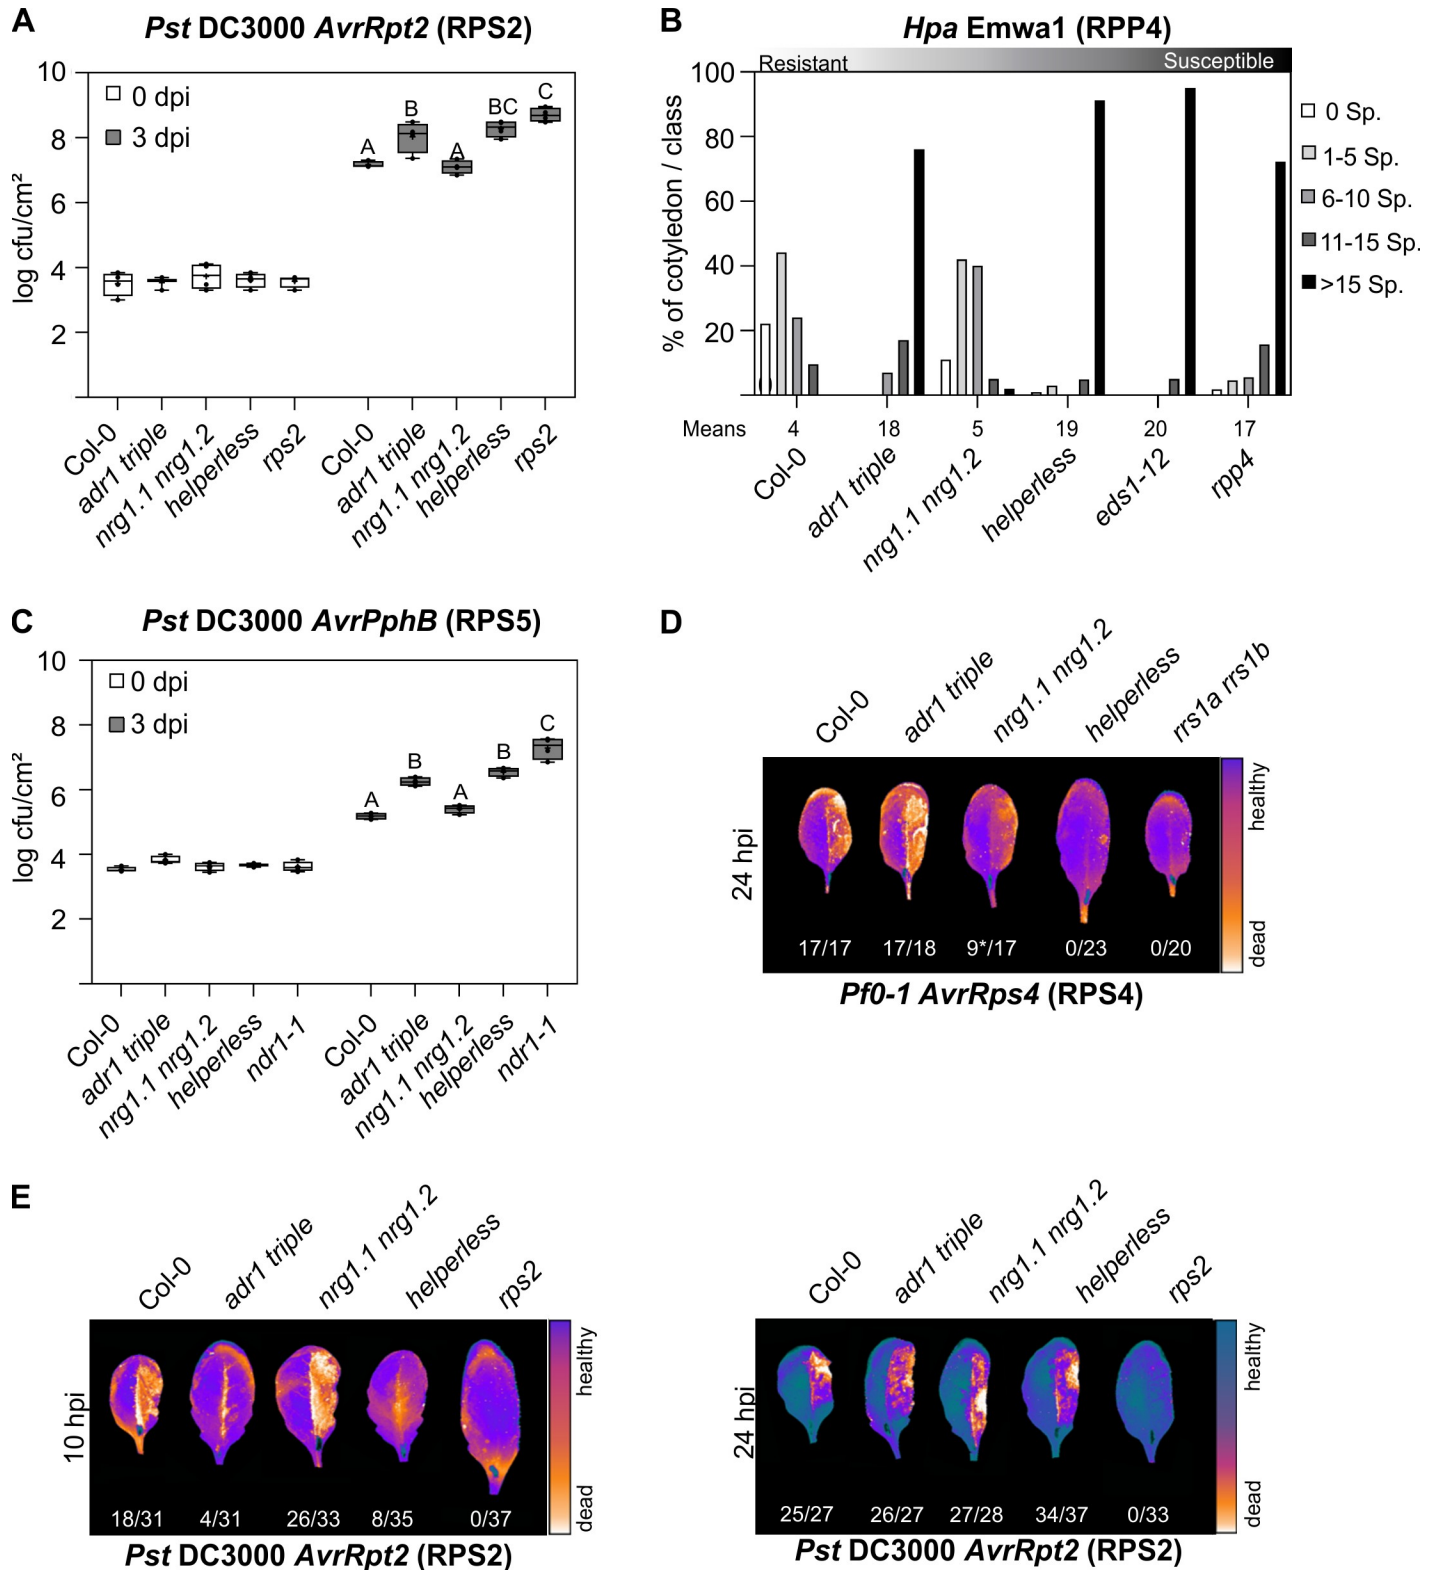 A
Pst DC3000 AvrRpt2 (RPS2)
log cfu/cm²
10
8
6
4
2
0 dpi
3 dpi
A
B
A
BC
C
Col-0
adr1 triple
nrg1.1 nrg1.2
helperless
rps2
Col-0
adr1 triple
nrg1.1 nrg1.2
helperless
rps2
B
Hpa Emwa1 (RPP4)
Resistant
Susceptible
% of cotyledon / class
100
80
60
40
20
0 Sp.
1-5 Sp.
6-10 Sp.
11-15 Sp.
>15 Sp.
Means 4 18 5 19 20 17
Col-0
adr1 triple
nrg1.1 nrg1.2
helperless
eds1-12
rpp4
C
Pst DC3000 AvrPphB (RPS5)
log cfu/cm²
10
8
6
4
2
0 dpi
3 dpi
A
B
A
B
C
Col-0
adr1 triple
nrg1.1 nrg1.2
helperless
ndr1-1
Col-0
adr1 triple
nrg1.1 nrg1.2
helperless
ndr1-1
D
Col-0
adr1 triple
nrg1.1 nrg1.2
helperless
rrs1a rrs1b
24 hpi
17/17 17/18 9*/17 0/23 0/20
healthy
dead
Pf0-1 AvrRps4 (RPS4)
E
Col-0
adr1 triple
nrg1.1 nrg1.2
helperless
rps2
10 hpi
18/31 4/31 26/33 8/35 0/37
healthy
dead
Pst DC3000 AvrRpt2 (RPS2)
Col-0
adr1 triple
nrg1.1 nrg1.2
helperless
rps2
24 hpi
25/27 26/27 27/28 34/37 0/33
healthy
dead
Pst DC3000 AvrRpt2 (RPS2)